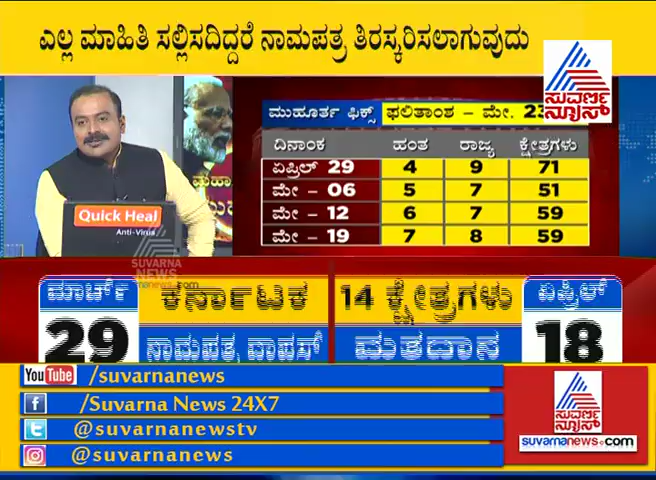 ಎಲ್ಲ ಮಾಹಿತಿ ಸಲ್ಲಿಸದಿದ್ದರೆ ನಾಮಪತ್ರ ತಿರಸ್ಕರಿಸಲಾಗುವುದು
ಸುವರ್ಣ
ನ್ಯೂಸ್
ಮುಹೂರ್ತ ಫಿಕ್ಸ್ ಫಲಿತಾಂಶ – ಮೇ. 23
ದಿನಾಂಕ ಹಂತ ರಾಜ್ಯ ಕ್ಷೇತ್ರಗಳು
ಏಪ್ರಿಲ್ 29 4 9 71
ಮೇ – 06 5 7 51
ಮೇ – 12 6 7 59
ಮೇ – 19 7 8 59
Quick Heal
Anti-Virus
SUVARNA
NEWS
ಮಾರ್ಚ್ ಕರ್ನಾಟಕ 14 ಕ್ಷೇತ್ರಗಳು ಏಪ್ರಿಲ್
29 ನಾಮಪತ್ರ ವಾಪಸ್ ಮತದಾನ 18
YouTube /suvarnanews
/Suvarna News 24X7
@suvarnanewstv
@suvarnanews
ಸುವರ್ಣ
ನ್ಯೂಸ್
suvarnanews.com